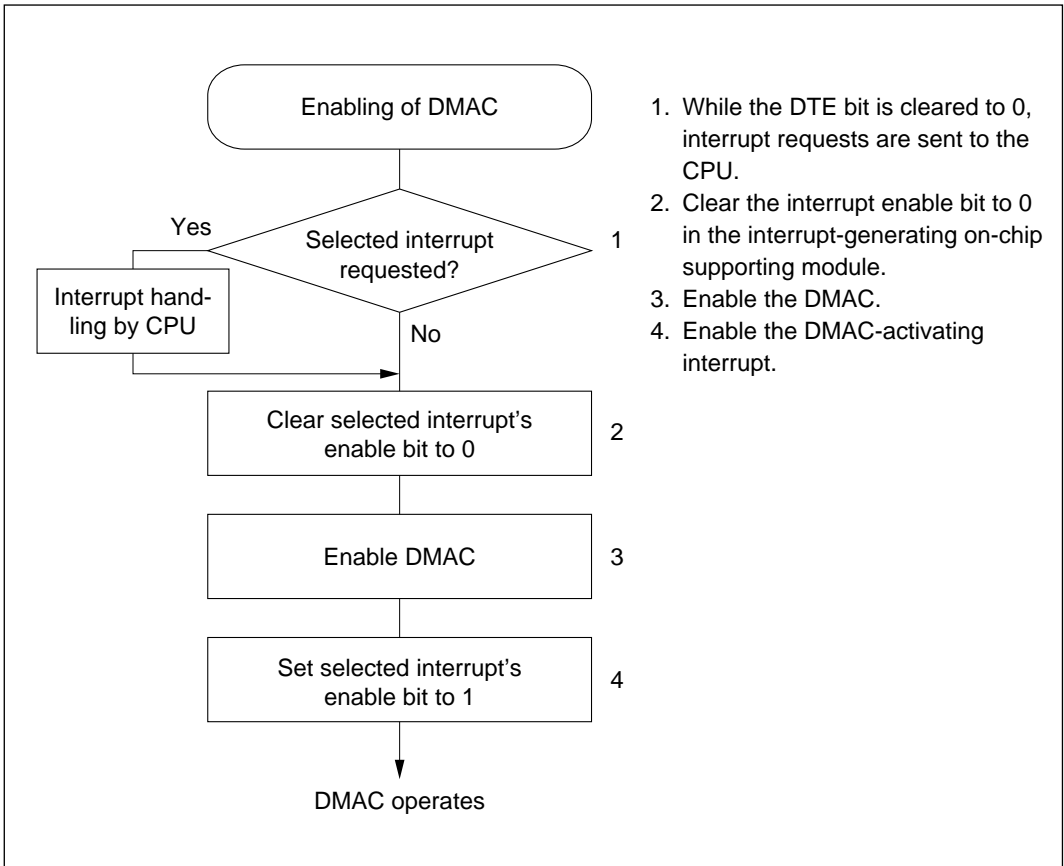 Enabling of DMAC
Yes
Selected interrupt
requested?
1
Interrupt hand-
ling by CPU
No
Clear selected interrupt's
enable bit to 0
2
Enable DMAC
3
Set selected interrupt's
enable bit to 1
4
DMAC operates
1. While the DTE bit is cleared to 0,
interrupt requests are sent to the
CPU.
2. Clear the interrupt enable bit to 0
in the interrupt-generating on-chip
supporting module.
3. Enable the DMAC.
4. Enable the DMAC-activating
interrupt.